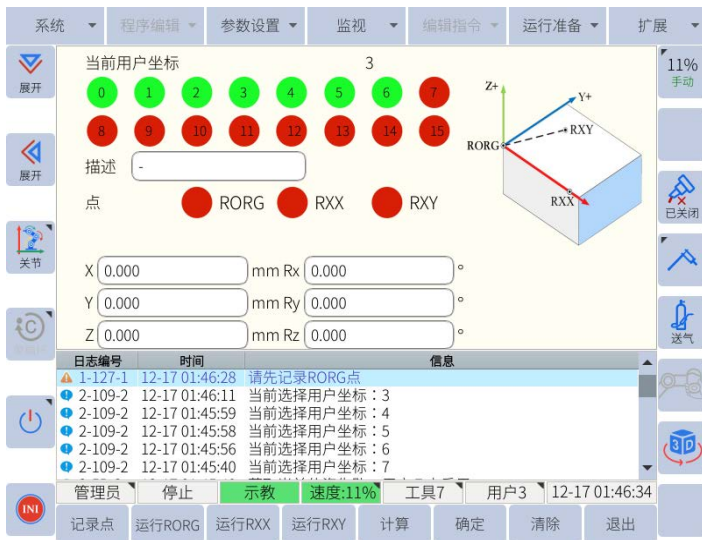 系统 程序编辑 参数设置 监视 编辑指令 运行准备 扩展
展开
展开
关节
已关闭
送气
3D
INI
11%
手动
当前用户坐标 3
0 1 2 3 4 5 6 7
8 9 10 11 12 13 14 15
描述 -
点 RORG RXX RXY
Z+
Y+
RXY
RORG
RXX
X 0.000 mm Rx 0.000 °
Y 0.000 mm Ry 0.000 °
Z 0.000 mm Rz 0.000 °
日志编号 时间 信息
1-127-1 12-17 01:46:28 请先记录RORG点
2-109-2 12-17 01:46:11 当前选择用户坐标：3
2-109-2 12-17 01:45:59 当前选择用户坐标：4
2-109-2 12-17 01:45:58 当前选择用户坐标：5
2-109-2 12-17 01:45:56 当前选择用户坐标：6
2-109-2 12-17 01:45:40 当前选择用户坐标：7
管理员 停止 示教 速度:11% 工具7 用户3 12-17 01:46:34
记录点 运行RORG 运行RXX 运行RXY 计算 确定 清除 退出